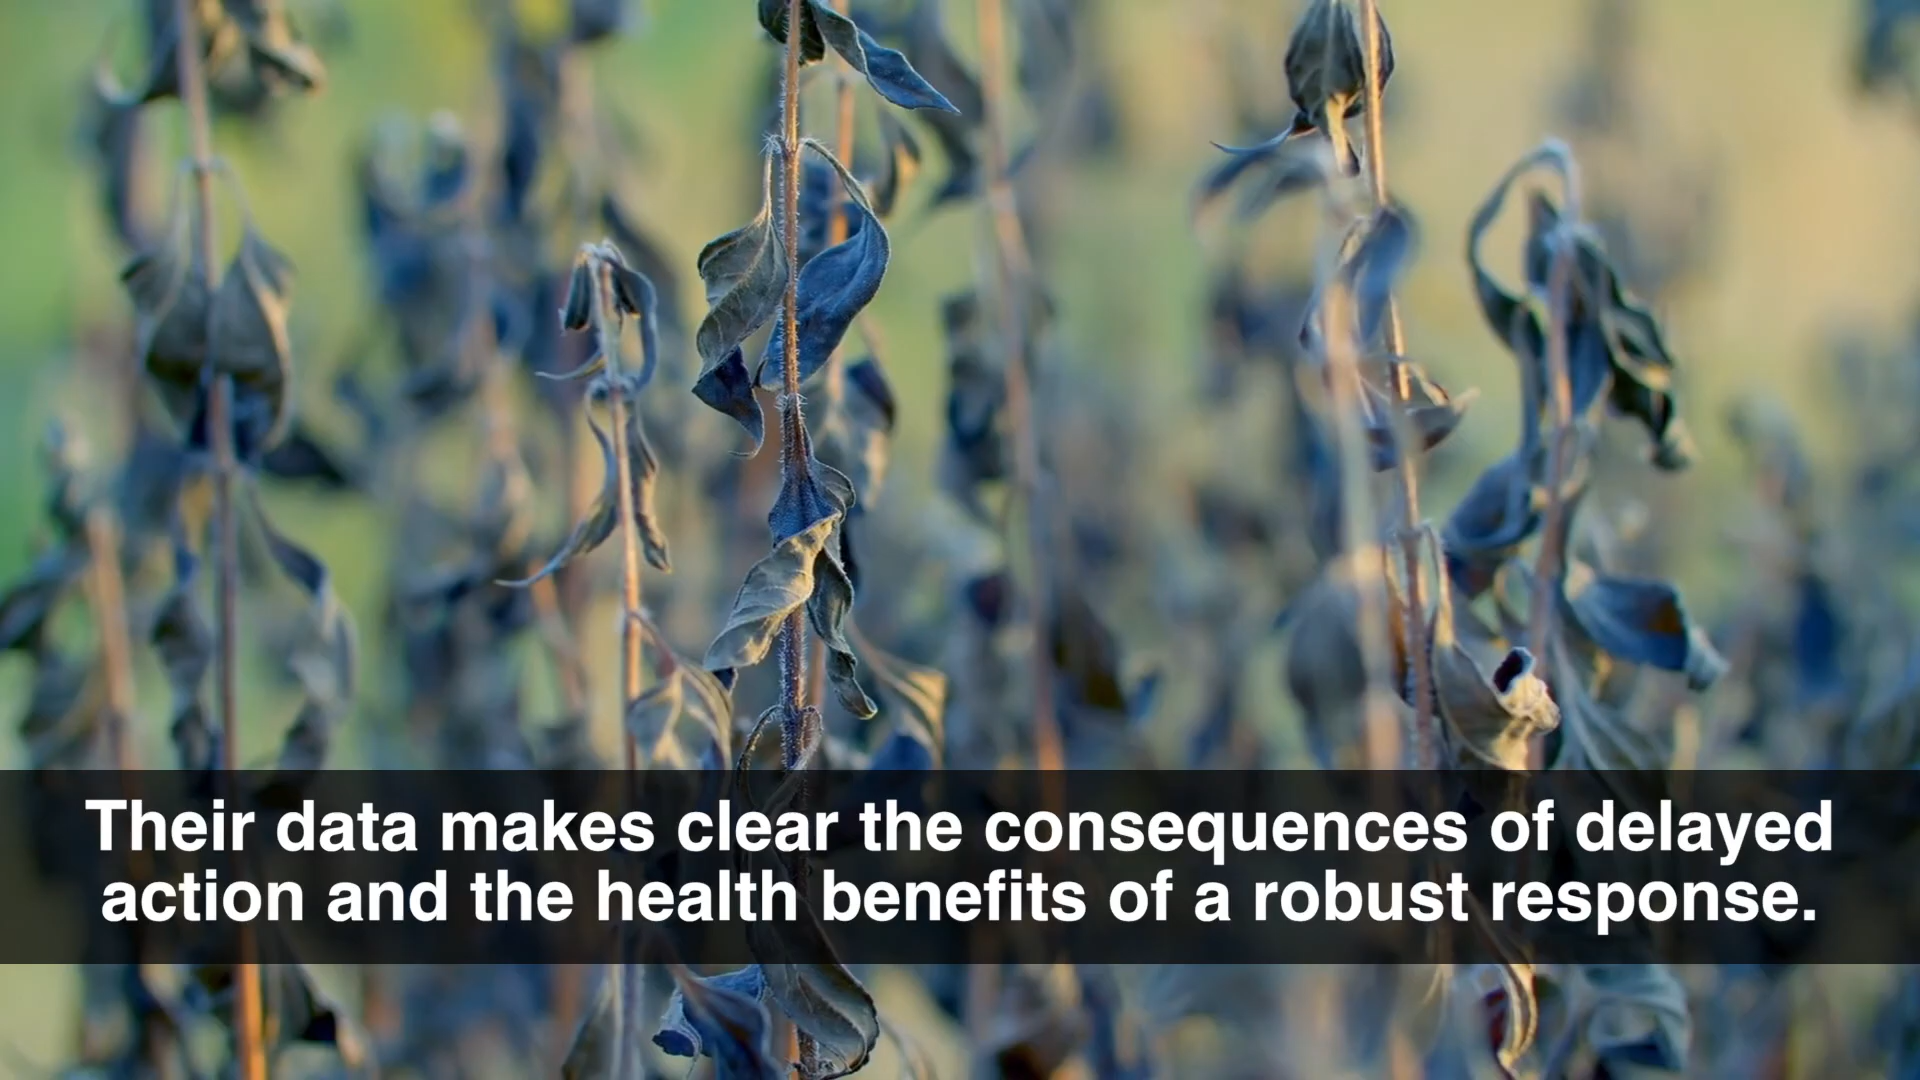 Their data makes clear the consequences of delayed
action and the health benefits of a robust response.